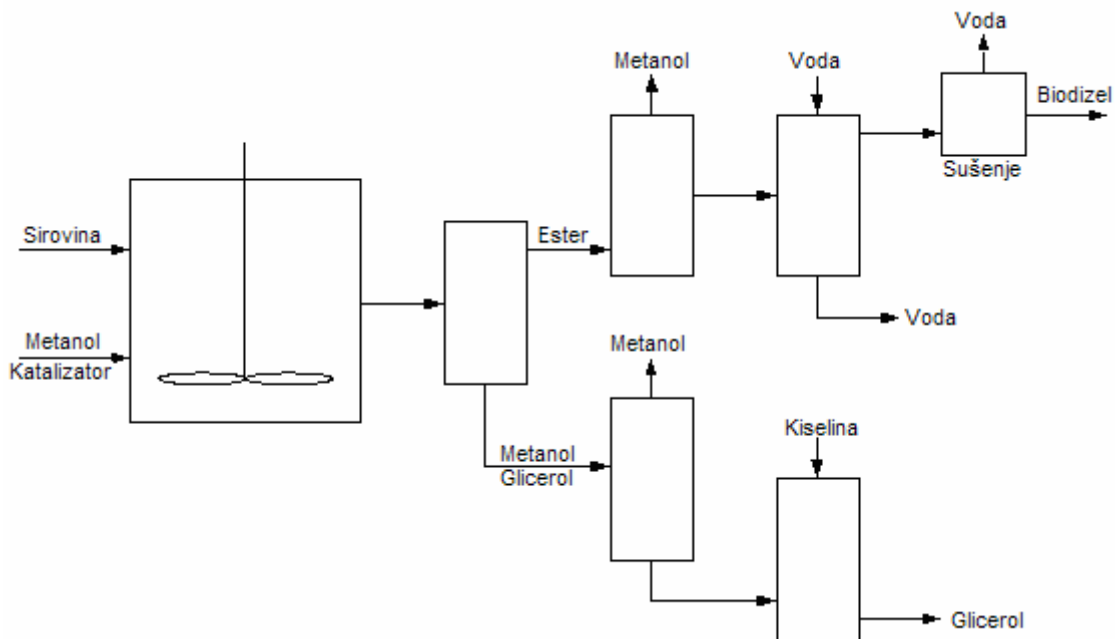 Voda
Metanol
Voda
Biodizel
Sušenje
Sirovina
Ester
Metanol
Katalizator
Voda
Metanol
Kiselina
Metanol
Glicerol
Glicerol